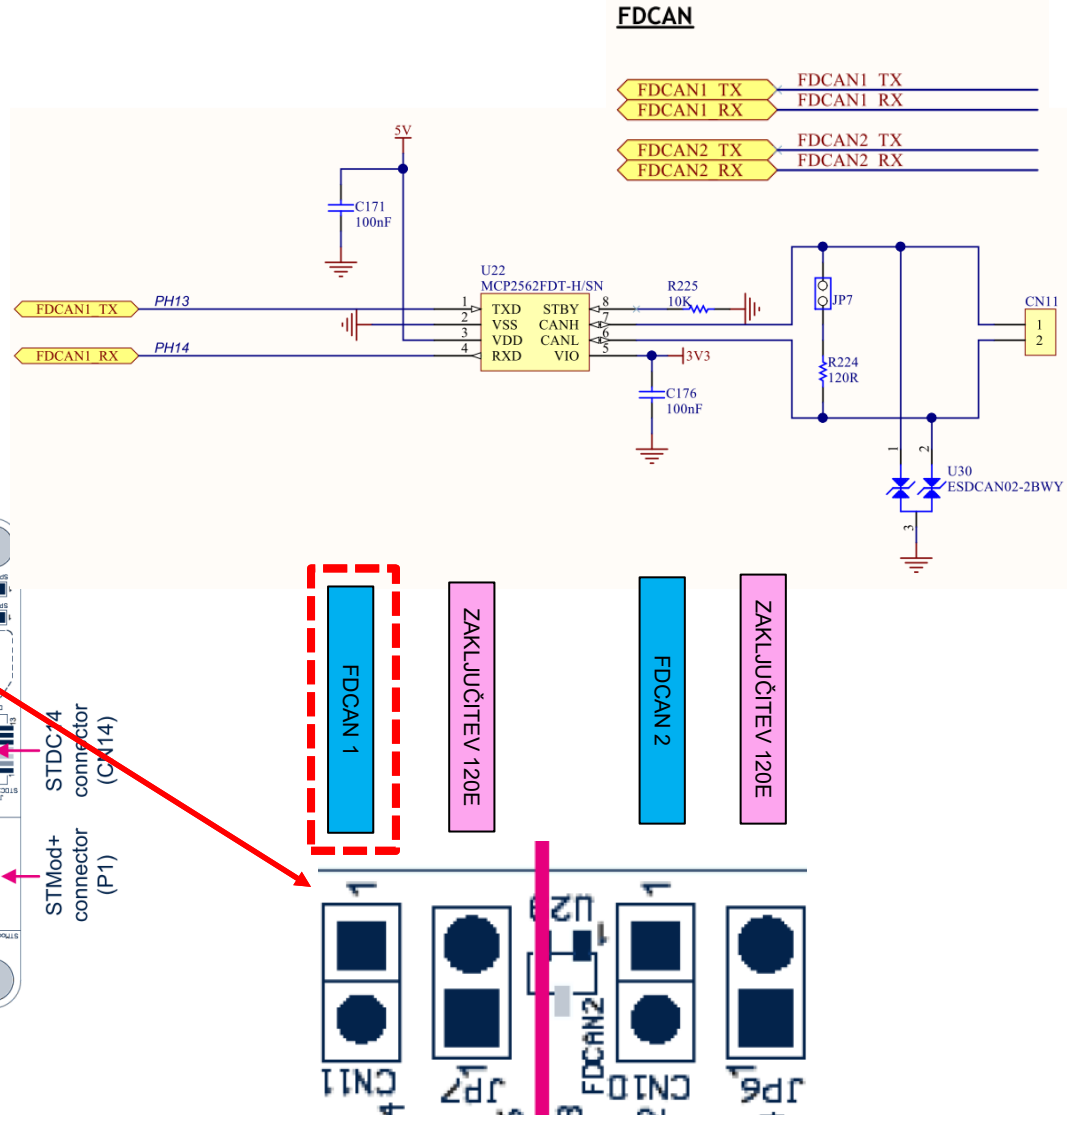 FDCAN
FDCAN1_TX
FDCAN1_TX
FDCAN1_RX
FDCAN1_RX
FDCAN2_TX
FDCAN2_TX
FDCAN2_RX
FDCAN2_RX
5V
C171
100nF
U22
MCP2562FDT-H/SN
FDCAN1_TX
PH13
1
2
3
4
TXD
VSS
VDD
RXD
STBY
CANH
CANL
VIO
8
7
6
5
R225
10K
FDCAN1_RX
PH14
3V3
C176
100nF
JP7
R224
120R
CN11
1
2
1
2
U30
ESDCAN02-2BWY
3
FDCAN 1
ZAKLJUČITEV 120E
FDCAN 2
ZAKLJUČITEV 120E
STDC14
connector
(CN14)
STMod+
connector
(P1)
1
1
U29
1
FDCAN2
CN11
1
JP7
CN10
1
JP6